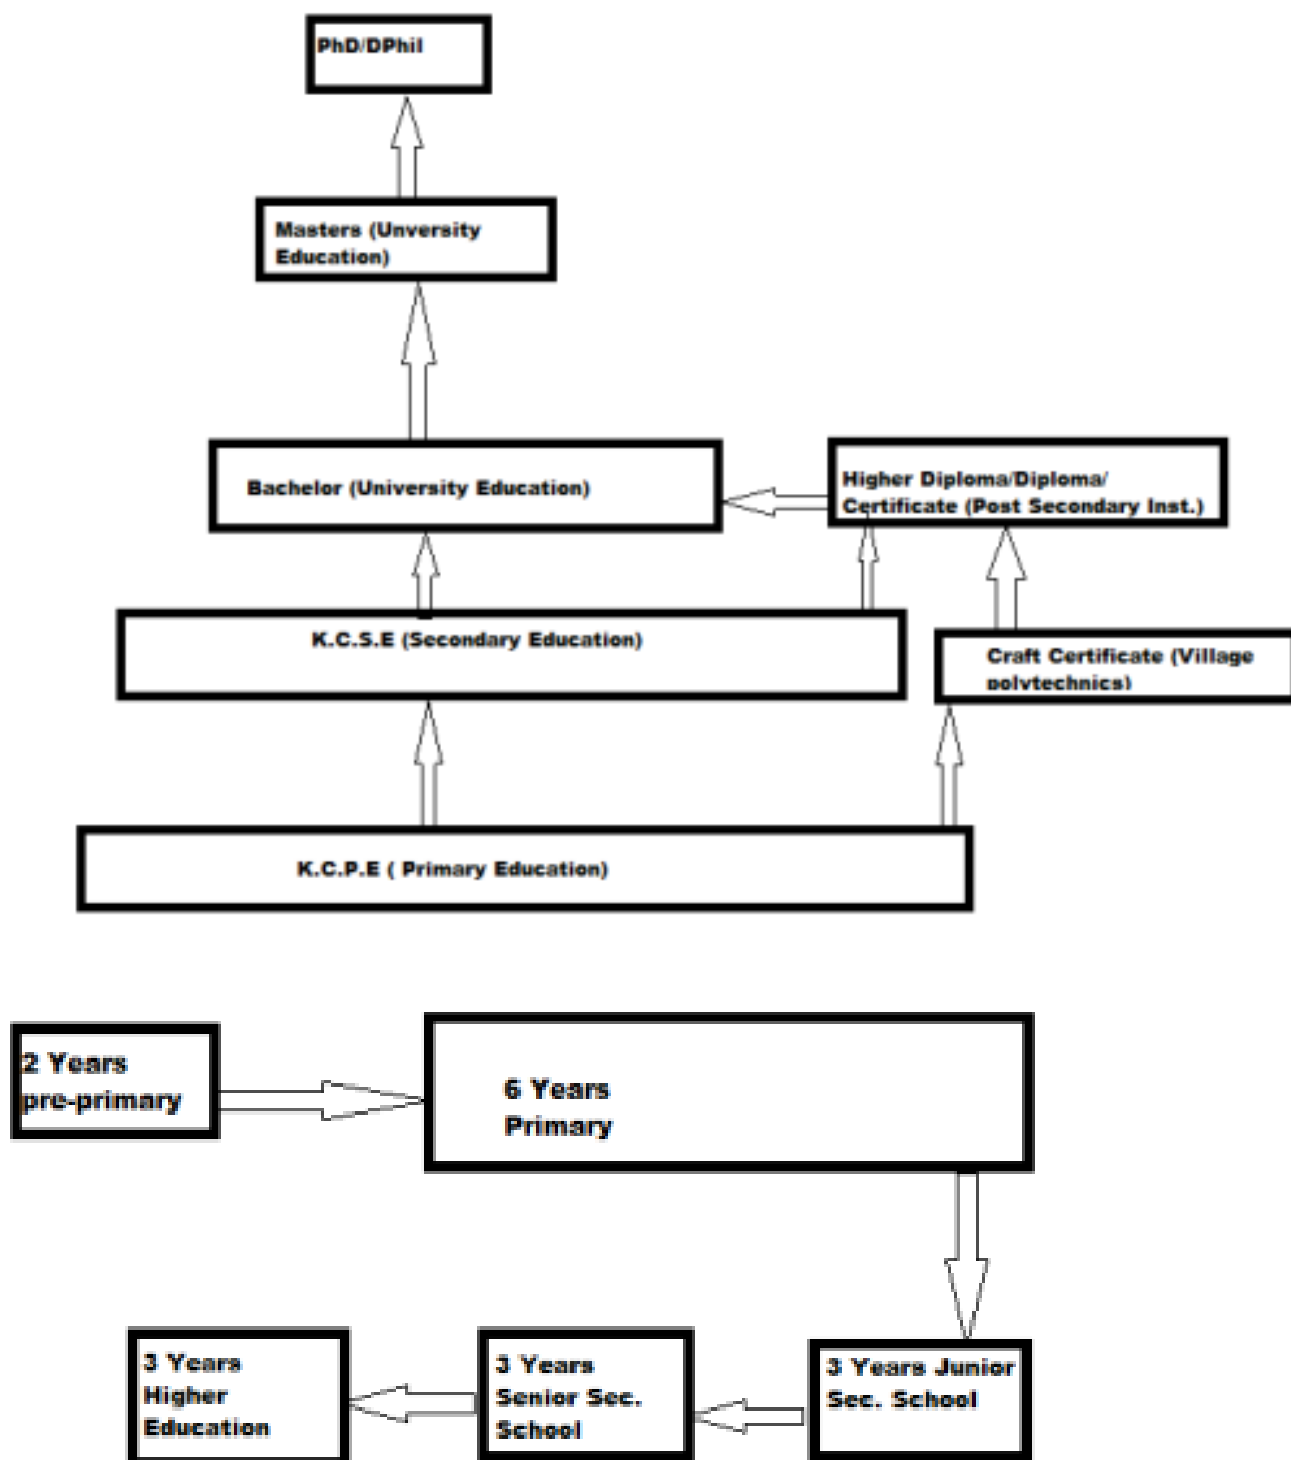 PhD/DPhil
Masters (Unversity
Education)
Bachelor (University Education)
Higher Diploma/Diploma/
Certificate (Post Secondary Inst.)
K.C.S.E (Secondary Education)
Craft Certificate (Village
polytechnics)
K.C.P.E ( Primary Education)
2 Years
pre-primary
6 Years
Primary
3 Years
Higher
Education
3 Years
Senior Sec.
School
3 Years Junior
Sec. School